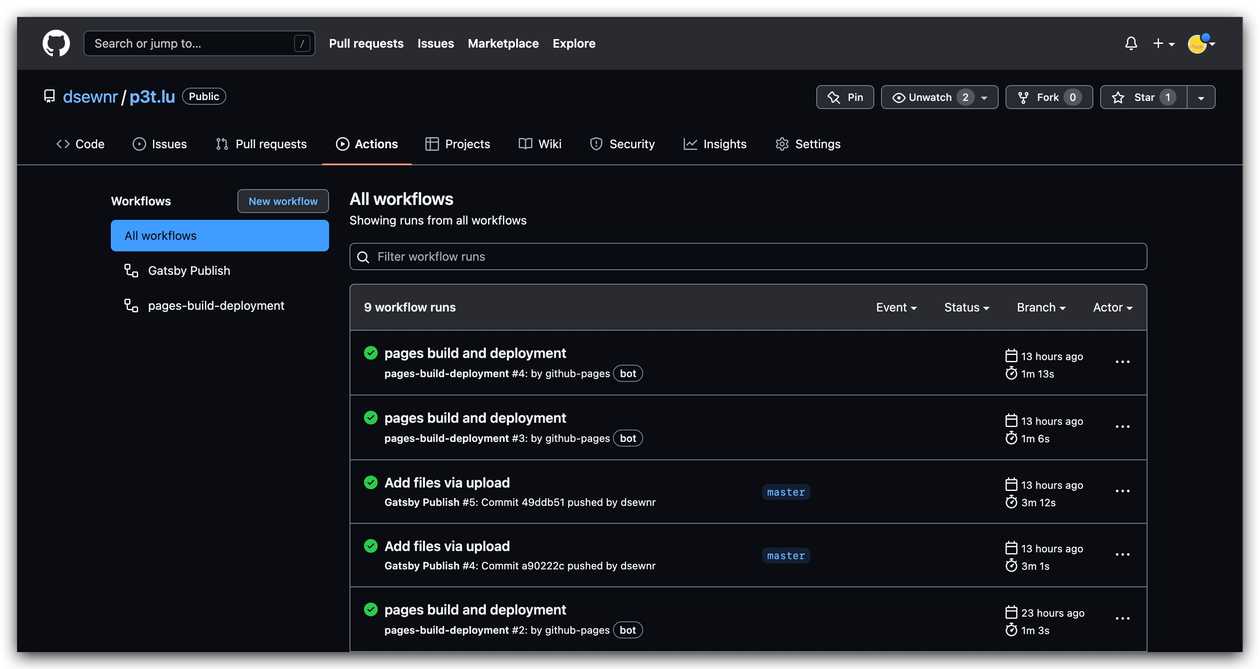 Search or jump to... /
Pull requests Issues Marketplace Explore
dsewnr / p3t.lu Public
Pin
Unwatch 2
Fork 0
Star 1
Code
Issues
Pull requests
Actions
Projects
Wiki
Security
Insights
Settings
Workflows
New workflow
All workflows
Gatsby Publish
pages-build-deployment
All workflows
Showing runs from all workflows
Filter workflow runs
9 workflow runs
Event Status Branch Actor
pages build and deployment
pages-build-deployment #4: by github-pages bot
13 hours ago
1m 13s
pages build and deployment
pages-build-deployment #3: by github-pages bot
13 hours ago
1m 6s
Add files via upload
Gatsby Publish #5: Commit 49ddb51 pushed by dsewnr
master
13 hours ago
3m 12s
Add files via upload
Gatsby Publish #4: Commit a90222c pushed by dsewnr
master
13 hours ago
3m 1s
pages build and deployment
pages-build-deployment #2: by github-pages bot
23 hours ago
1m 3s